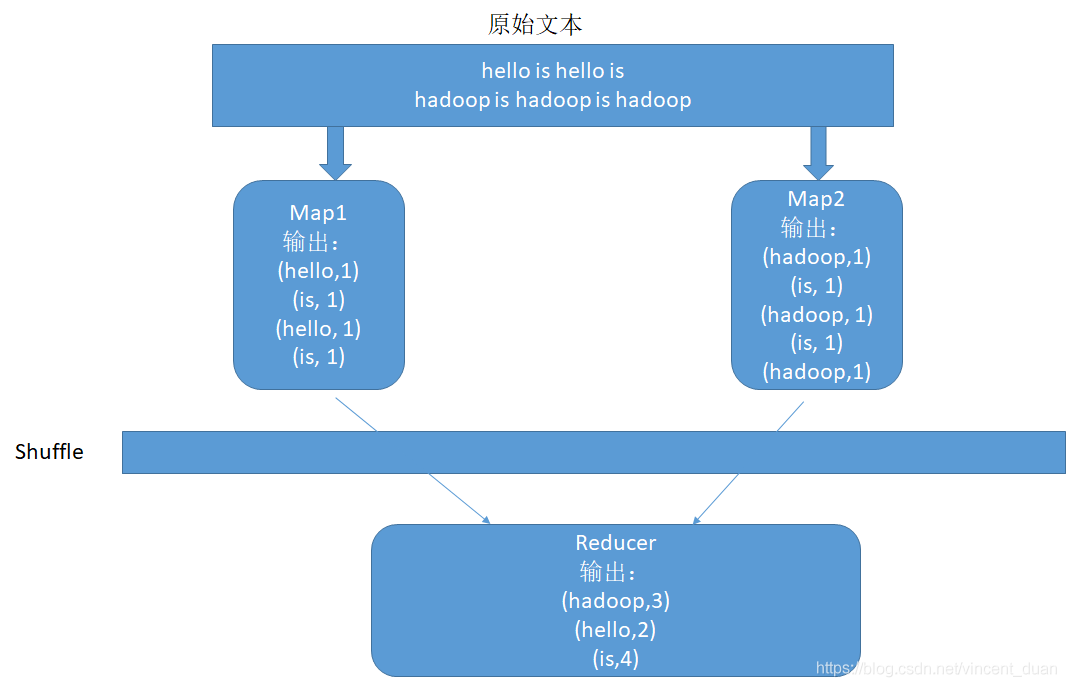 原始文本
hello is hello is
hadoop is hadoop is hadoop
Map1
输出：
(hello,1)
(is, 1)
(hello, 1)
(is, 1)
Map2
输出：
(hadoop,1)
(is, 1)
(hadoop, 1)
(is, 1)
(hadoop,1)
Shuffle
Reducer
输出：
(hadoop,3)
(hello,2)
(is,4)
https://blog.csdn.net/vincent_duan